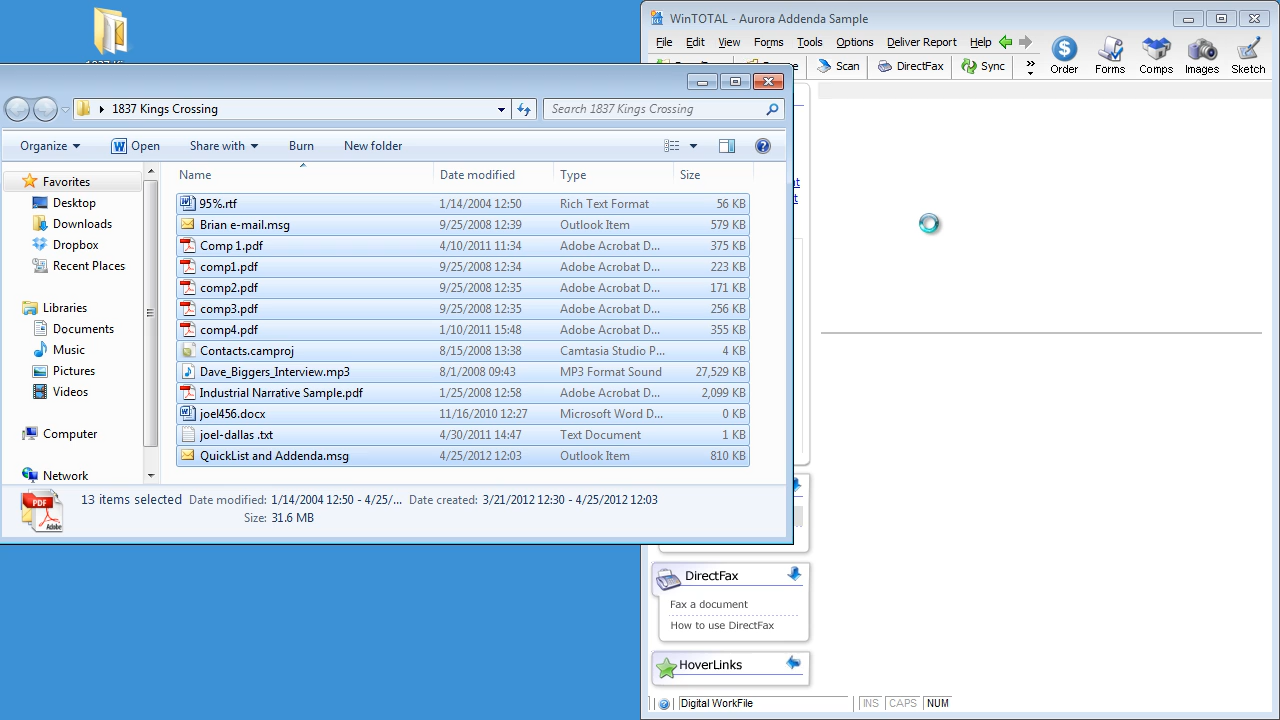 WinTOTAL - Aurora Addenda Sample
File Edit View Forms Tools Options Deliver Report Help
Scan DirectFax Sync
Order Forms Comps Images Sketch
1837 Kings Crossing
Search 1837 Kings Crossing
Organize Open Share with Burn New folder
Name Date modified Type Size
95%.rtf 1/14/2004 12:50 Rich Text Format 56 KB
Brian e-mail.msg 9/25/2008 12:39 Outlook Item 579 KB
Comp 1.pdf 4/10/2011 11:34 Adobe Acrobat D... 375 KB
comp1.pdf 9/25/2008 12:34 Adobe Acrobat D... 223 KB
comp2.pdf 9/25/2008 12:35 Adobe Acrobat D... 171 KB
comp3.pdf 9/25/2008 12:35 Adobe Acrobat D... 256 KB
comp4.pdf 1/10/2011 15:48 Adobe Acrobat D... 355 KB
Contacts.camproj 8/15/2008 13:38 Camtasia Studio P... 4 KB
Dave_Biggers_Interview.mp3 8/1/2008 09:43 MP3 Format Sound 27,529 KB
Industrial Narrative Sample.pdf 1/25/2008 12:58 Adobe Acrobat D... 2,099 KB
joel456.docx 11/16/2010 12:27 Microsoft Word D... 0 KB
joel-dallas .txt 4/30/2011 14:47 Text Document 1 KB
QuickList and Addenda.msg 4/25/2012 12:03 Outlook Item 810 KB
Favorites
Desktop
Downloads
Dropbox
Recent Places
Libraries
Documents
Music
Pictures
Videos
Computer
Network
13 items selected Date modified: 1/14/2004 12:50 - 4/25/... Date created: 3/21/2012 12:30 - 4/25/2012 12:03
Size: 31.6 MB
PDF
Adobe
DirectFax
Fax a document
How to use DirectFax
HoverLinks
Digital WorkFile INS CAPS NUM